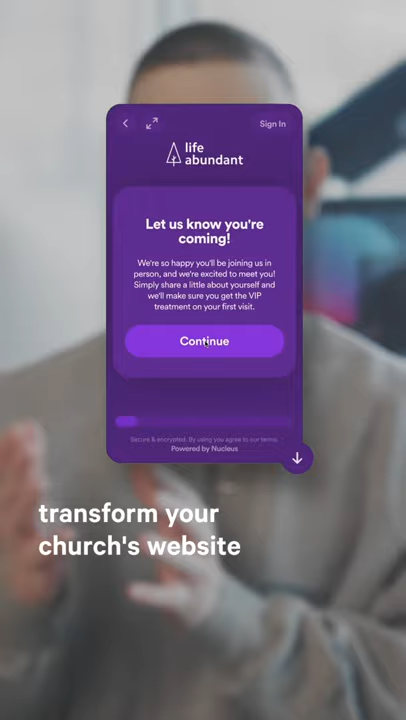 Sign In
life
abundant
Let us know you're
coming!
We're so happy you'll be joining us in
person, and we're excited to meet you!
Simply share a little about yourself and
we'll make sure you get the VIP
treatment on your first visit.
Continue
Secure & encrypted. By using you agree to our terms.
Powered by Nucleus
transform your
church's website